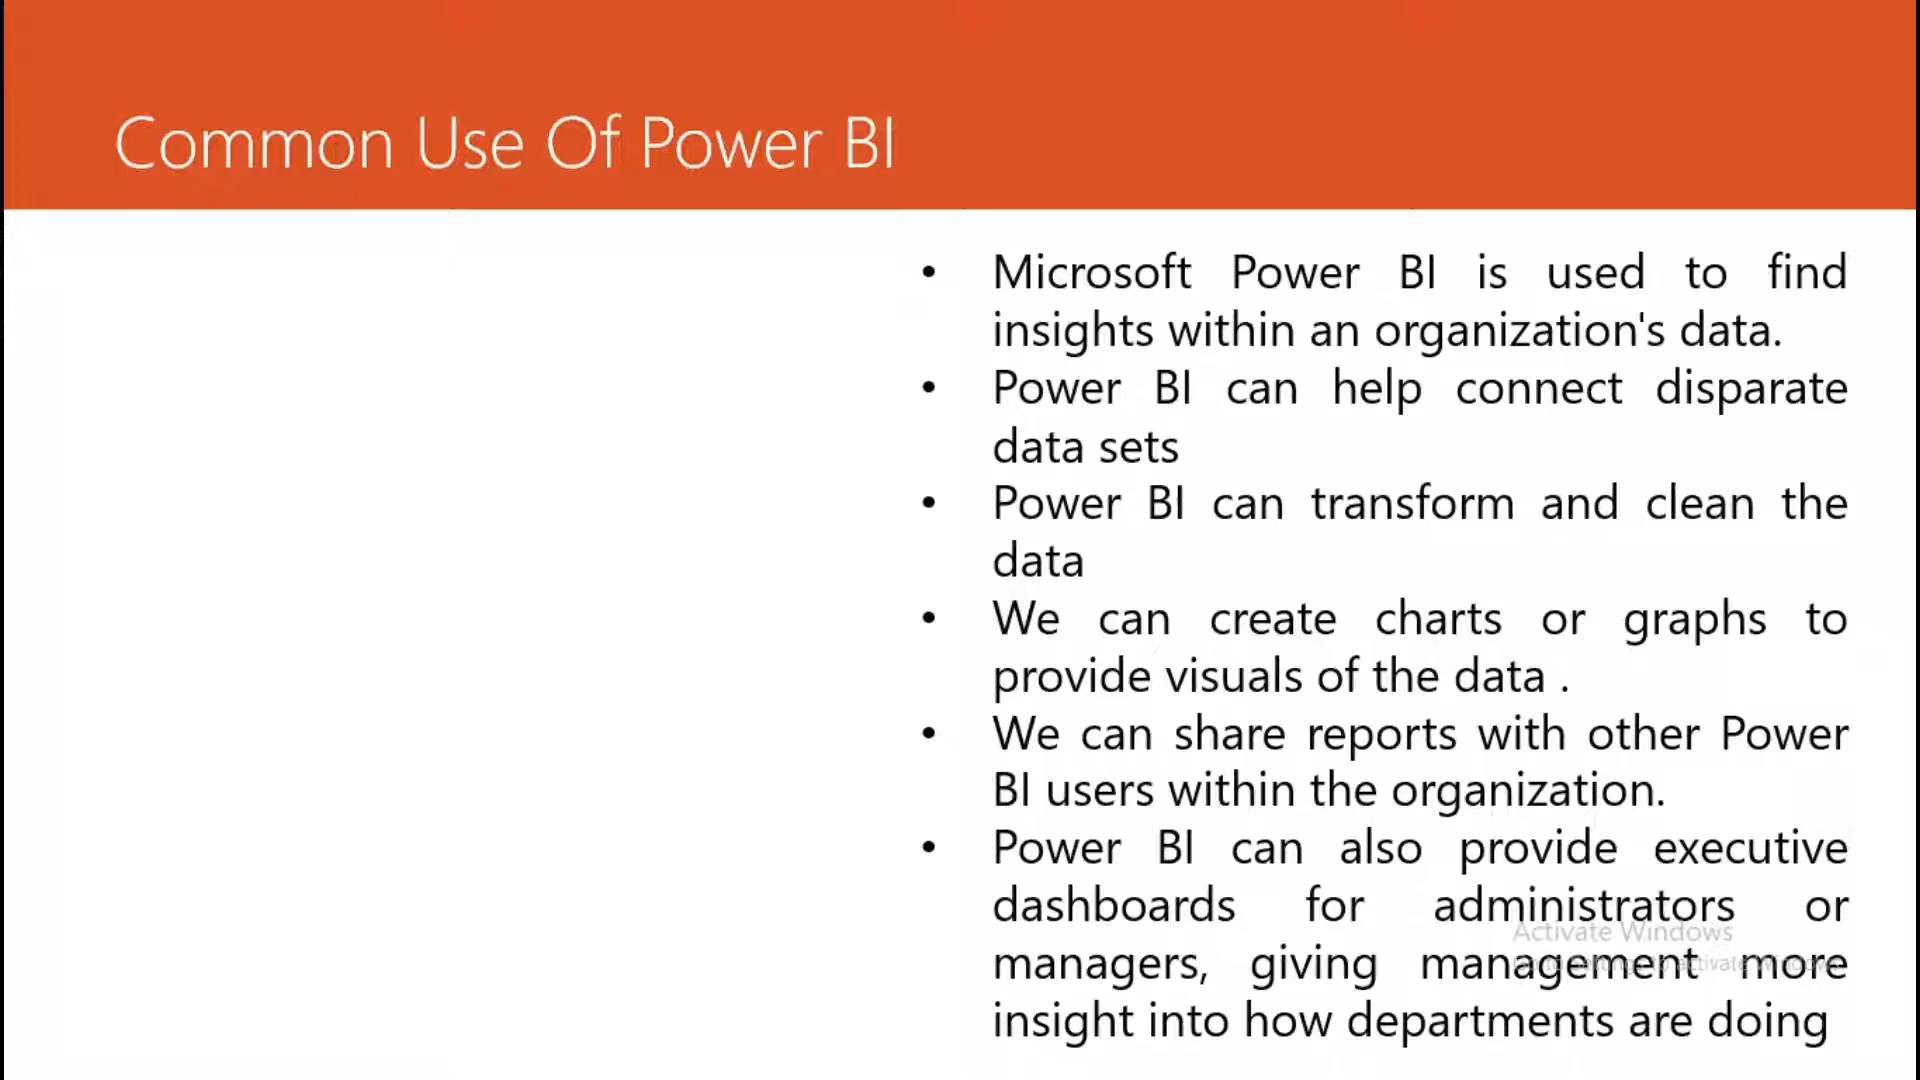 Common Use Of Power BI
• Microsoft Power BI is used to find
insights within an organization's data.
• Power BI can help connect disparate
data sets
• Power BI can transform and clean the
data
• We can create charts or graphs to
provide visuals of the data .
• We can share reports with other Power
BI users within the organization.
• Power BI can also provide executive
dashboards for administrators or
Activate Windows
managers, giving management more
insight into how departments are doing